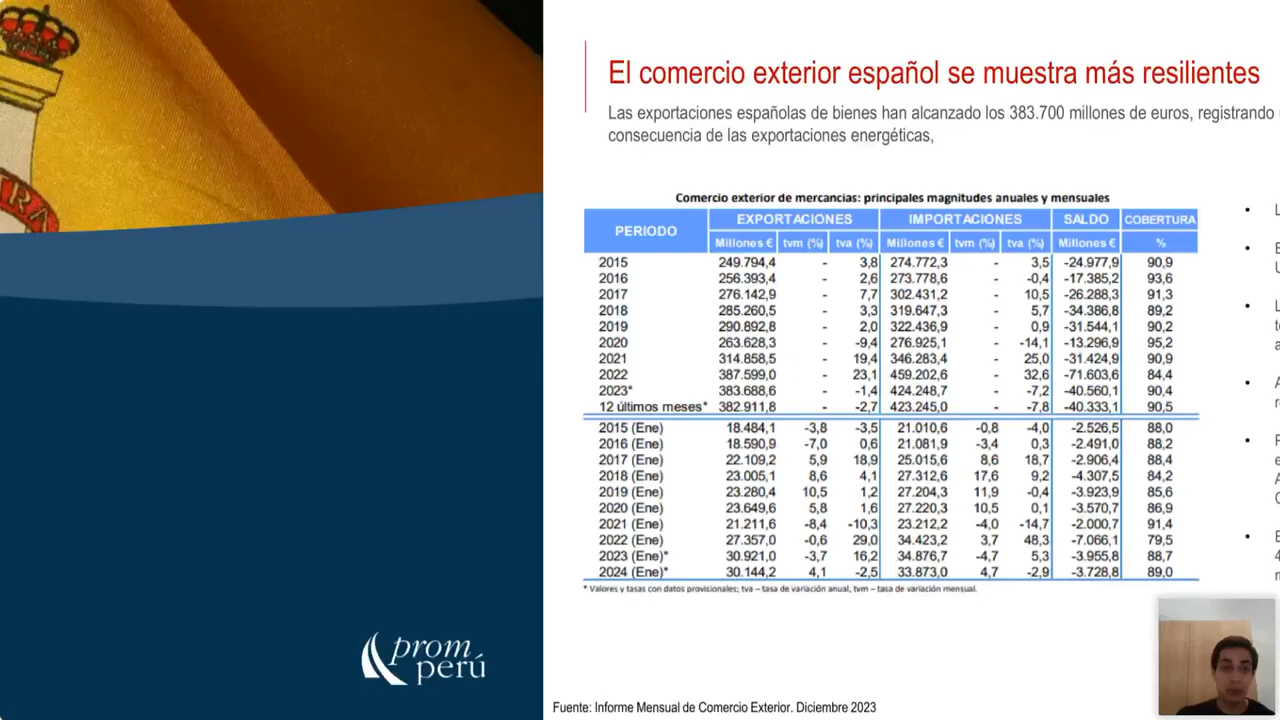 TRA
El comercio exterior español se muestra más resilientes
Las exportaciones españolas de bienes han alcanzado los 383.700 millones de euros, registrando
consecuencia de las exportaciones energéticas,
Comercio exterior de mercancias: principales magnitudes anuales y mensuales
PERIODO EXPORTACIONES IMPORTACIONES SALDO COBERTURA
Millones € tvm (%) tva (%) Millones € tvm (%) tva (%) Millones € %
2015 249.794,4 - 3,8 274.772,3 - 3,5 -24.977,9 90,9
2016 256.393,4 - 2,6 273.778,6 - -0,4 -17.385,2 93,6
2017 276.142,9 - 7,7 302.431,2 - 10,5 -26.288,3 91,3
2018 285.260,5 - 3,3 319.647,3 - 5,7 -34.386,8 89,2
2019 290.892,8 - 2,0 322.436,9 - 0,9 -31.544,1 90,2
2020 263.628,3 - -9,4 276.925,1 - -14,1 -13.296,9 95,2
2021 314.858,5 - 19,4 346.283,4 - 25,0 -31.424,9 90,9
2022 387.599,0 - 23,1 459.202,6 - 32,6 -71.603,6 84,4
2023* 383.688,6 - -1,4 424.248,7 - -7,2 -40.560,1 90,4
12 últimos meses* 382.911,8 - -2,7 423.245,0 - -7,8 -40.333,1 90,5
2015 (Ene) 18.484,1 -3,8 -3,5 21.010,6 -0,8 -4,0 -2.526,5 88,0
2016 (Ene) 18.590,9 -7,0 0,6 21.081,9 -3,4 0,3 -2.491,0 88,2
2017 (Ene) 22.109,2 5,9 18,9 25.015,6 8,6 18,7 -2.906,4 88,4
2018 (Ene) 23.005,1 8,6 4,1 27.312,6 17,6 9,2 -4.307,5 84,2
2019 (Ene) 23.280,4 10,5 1,2 27.204,3 11,9 -0,4 -3.923,9 85,6
2020 (Ene) 23.649,6 5,8 1,6 27.220,3 10,5 0,1 -3.570,7 86,9
2021 (Ene) 21.211,6 -8,4 -10,3 23.212,2 -4,0 -14,7 -2.000,7 91,4
2022 (Ene) 27.357,0 -0,6 29,0 34.423,2 3,7 48,3 -7.066,1 79,5
2023 (Ene)* 30.921,0 -3,7 16,2 34.876,7 -4,7 5,3 -3.955,8 88,7
2024 (Ene)* 30.144,2 4,1 -2,5 33.873,0 4,7 -2,9 -3.728,8 89,0
* Valores y tasas con datos provisionales; tva – tasa de variación anual, tvm – tasa de variación mensual.
prom
perú
Fuente: Informe Mensual de Comercio Exterior. Diciembre 2023